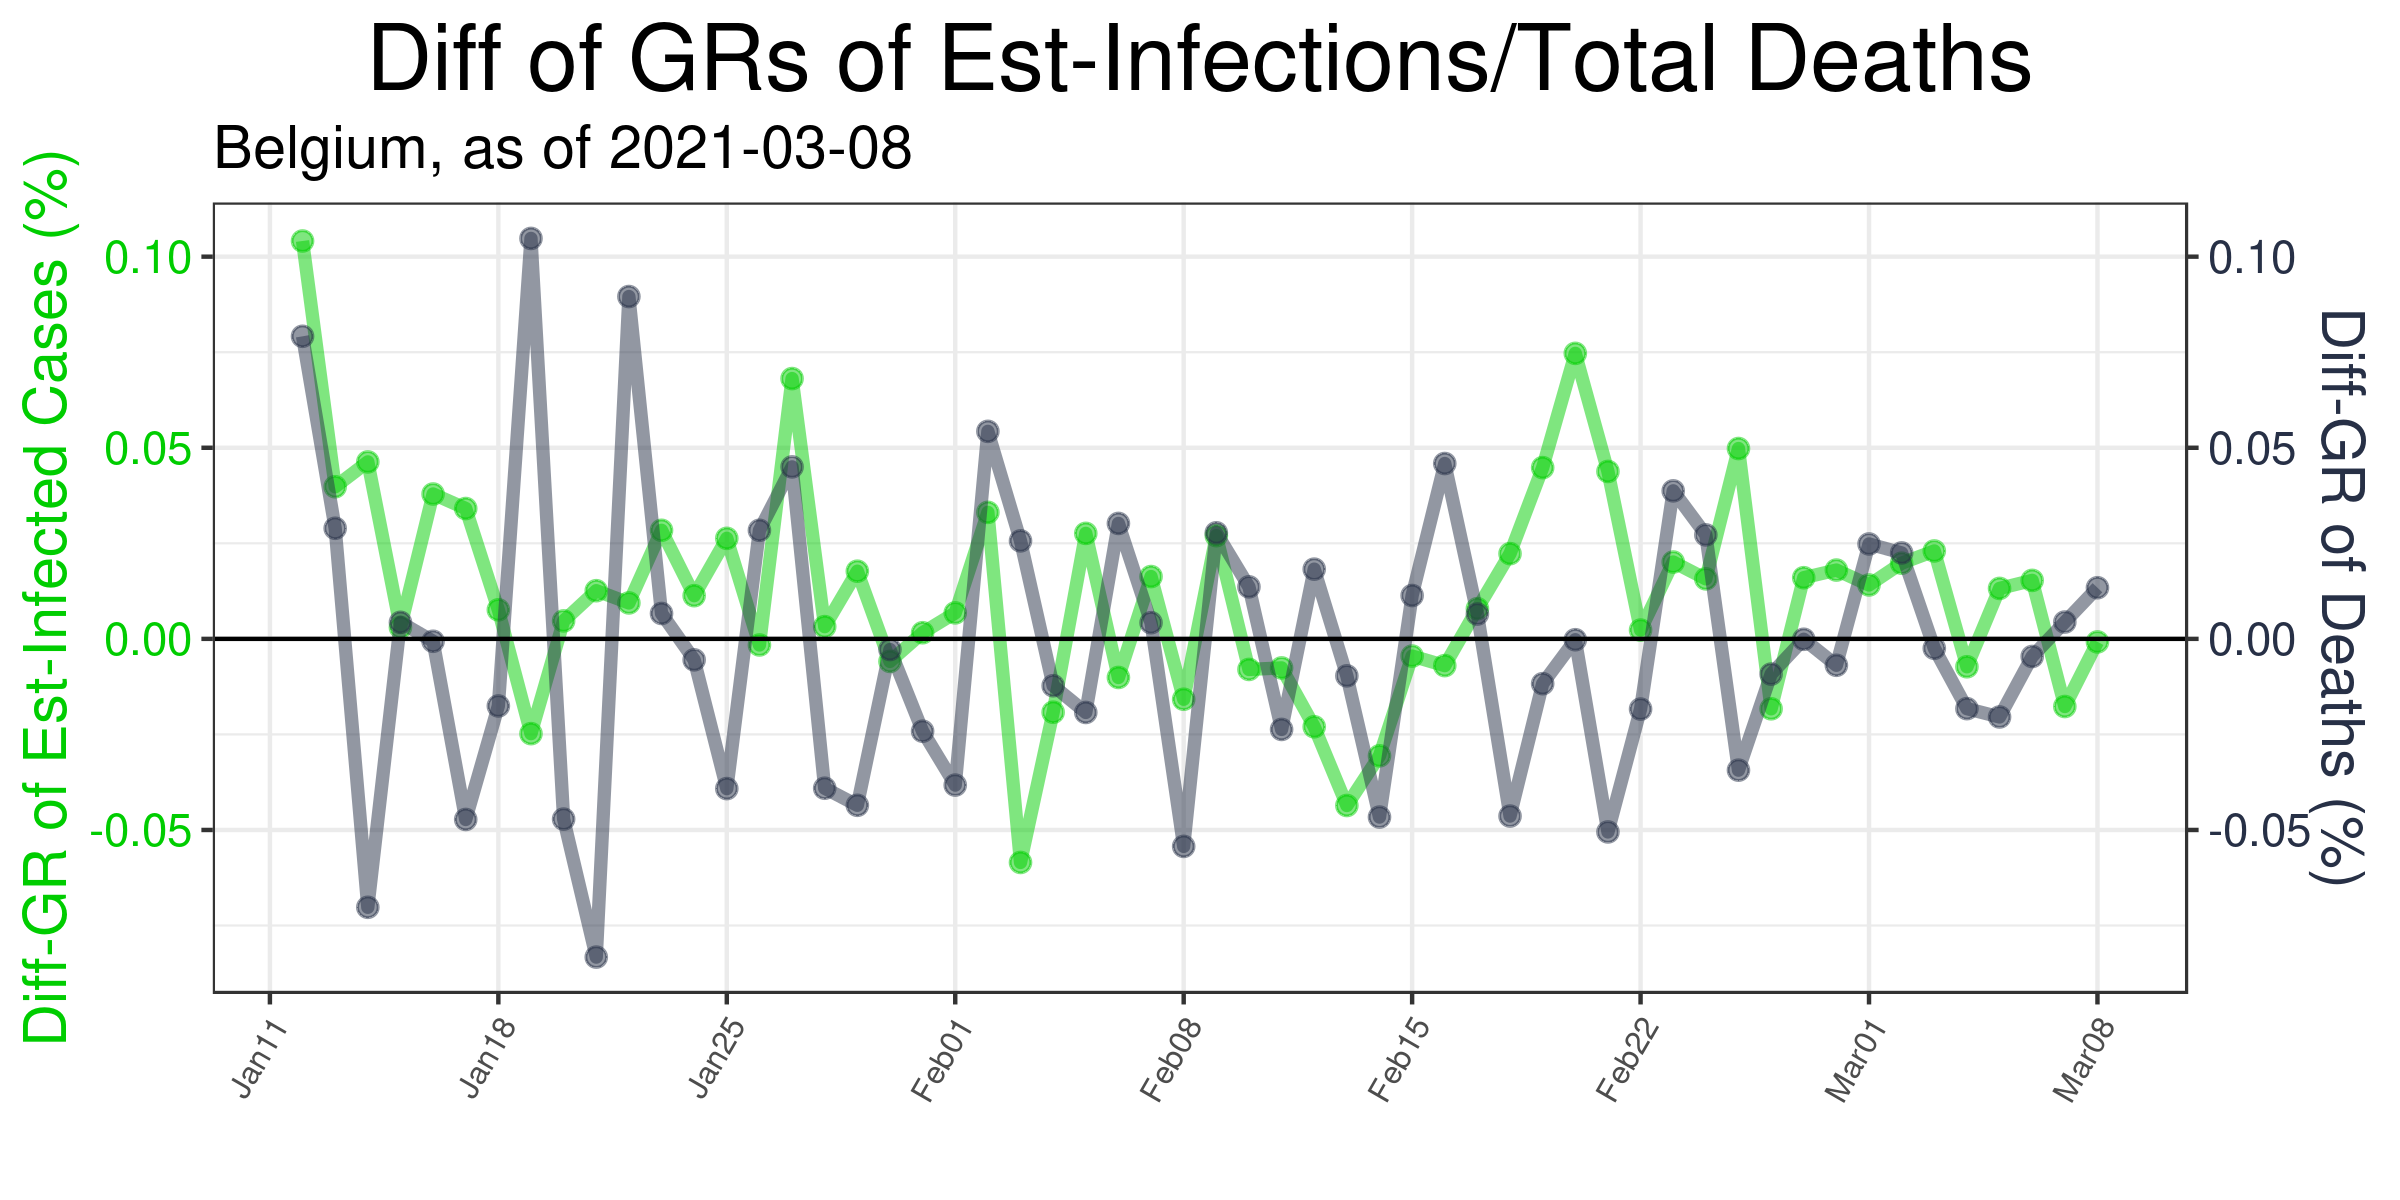 Diff of GRs of Est-Infections/Total Deaths
Belgium, as of 2021-03-08
Diff-GR of Est-Infected Cases (%)
0.10
0.05
0.00
-0.05
0.10
0.05
0.00
-0.05
Diff-GR of Deaths (%)
Jan11
Jan18
Jan25
Feb01
Feb08
Feb15
Feb22
Mar01
Mar08